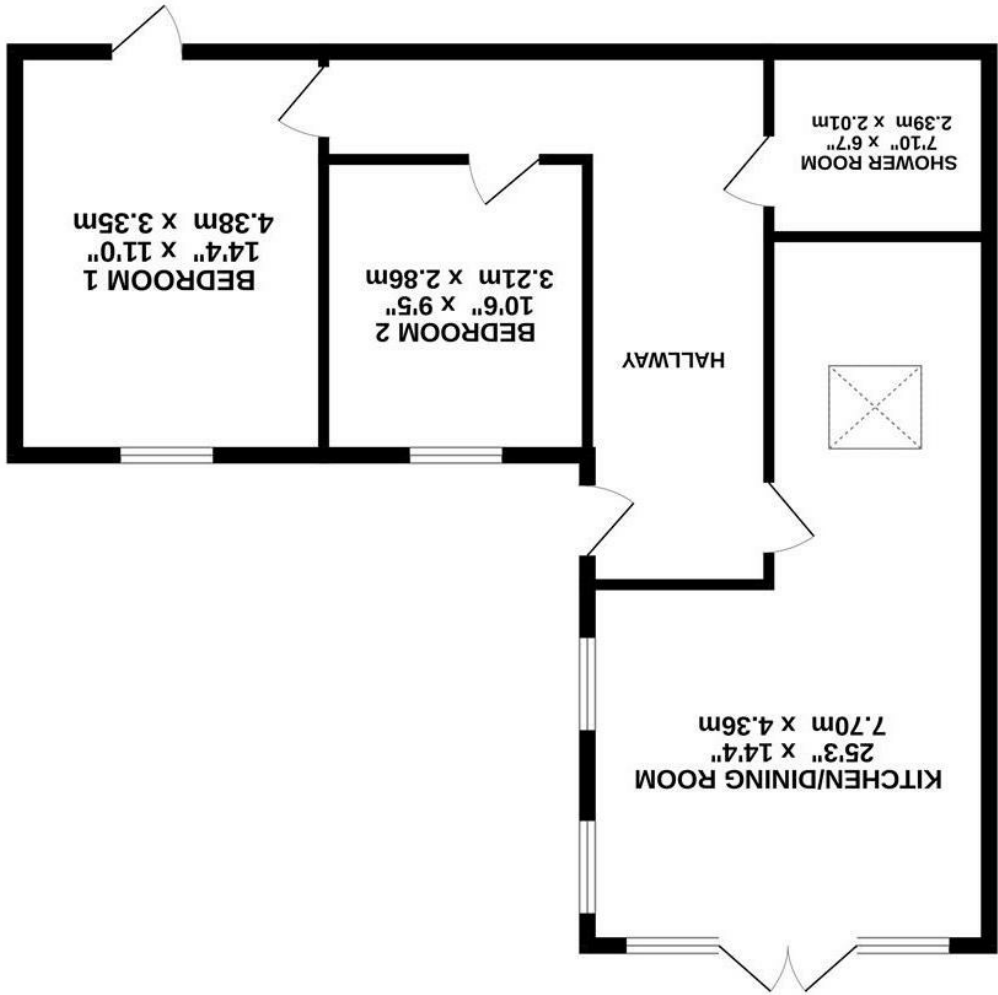 KITCHEN/DINING ROOM
25'3" x 14'4"
7.70m x 4.36m
HALLWAY
BEDROOM 2
10'6" x 9'5"
3.21m x 2.86m
BEDROOM 1
14'4" x 11'0"
4.38m x 3.35m
SHOWER ROOM
7'10" x 6'7"
2.39m x 2.01m